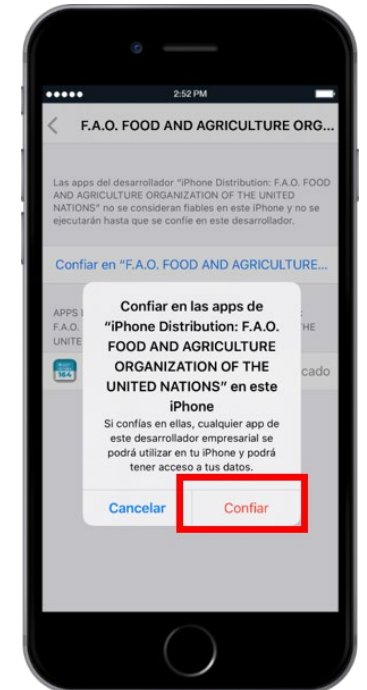 2:52 PM
F.A.O. FOOD AND AGRICULTURE ORG...
Las apps del desarrollador "iPhone Distribution: F.A.O. FOOD
AND AGRICULTURE ORGANIZATION OF THE UNITED
NATIONS" no se consideran fiables en este iPhone y no se
ejecutarán hasta que se confíe en este desarrollador.
Confiar en "F.A.O. FOOD AND AGRICULTURE...
APPS
F.A.O.
HE
UNITE
164
cado
Confiar en las apps de
"iPhone Distribution: F.A.O.
FOOD AND AGRICULTURE
ORGANIZATION OF THE
UNITED NATIONS" en este
iPhone
Si confías en ellas, cualquier app de
este desarrollador empresarial se
podrá utilizar en tu iPhone y podrá
tener acceso a tus datos.
Cancelar
Confiar